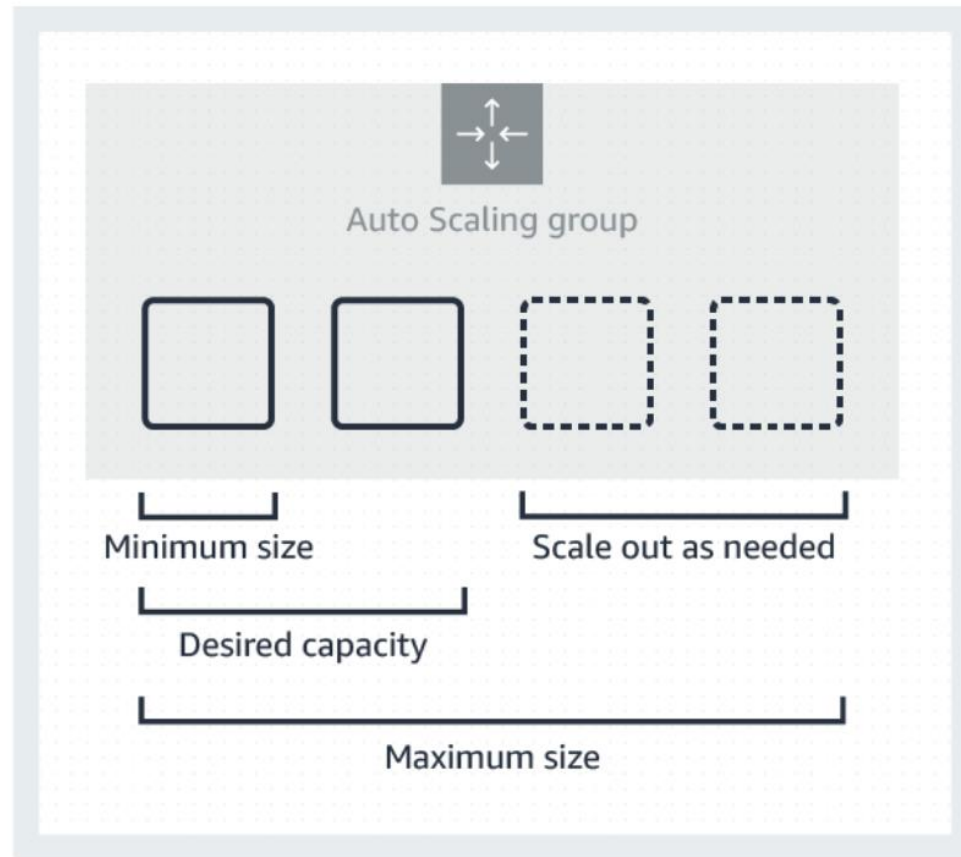 Auto Scaling group
Minimum size
Scale out as needed
Desired capacity
Maximum size